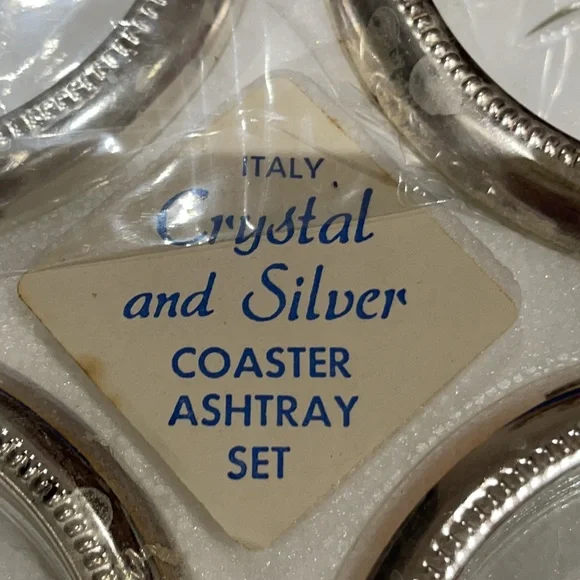 ITALY
Crystal
and Silver
COASTER
ASHTRAY
SET